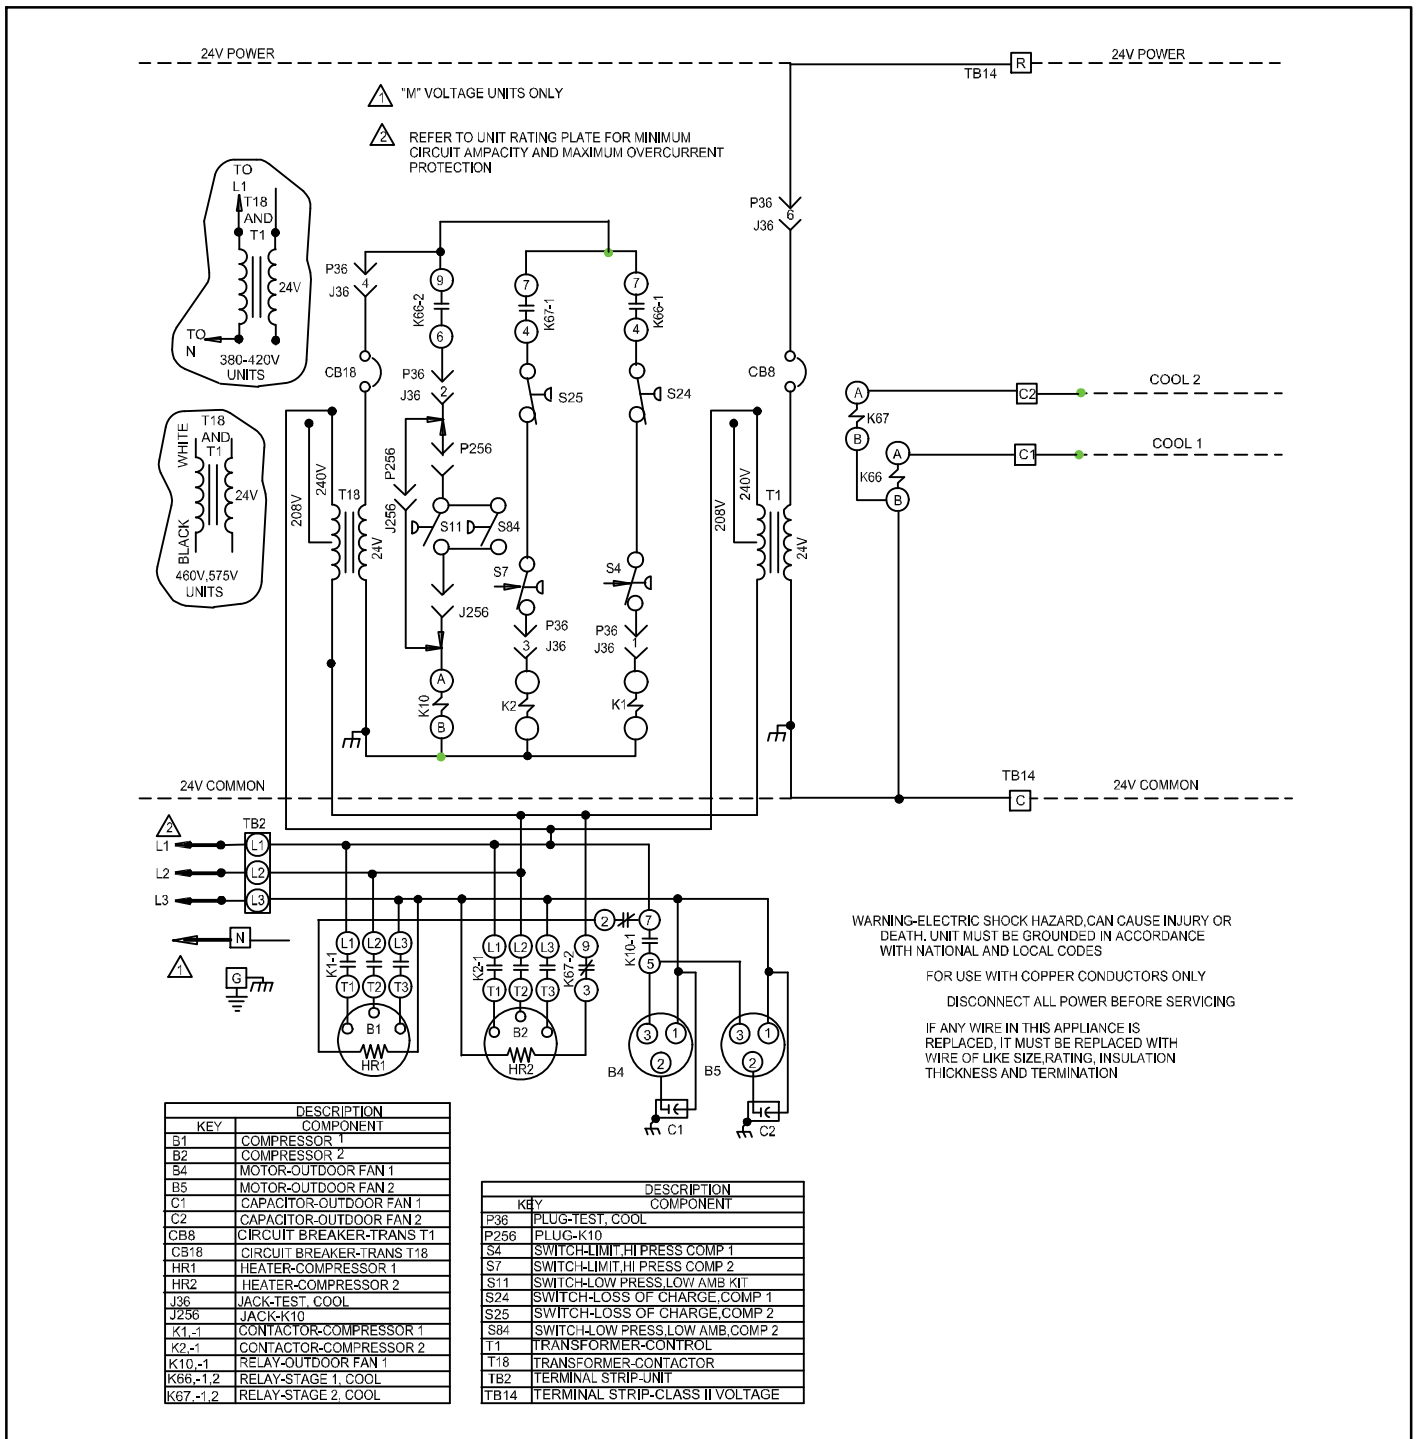 24V POWER
TB14
R
24V POWER
1
"M" VOLTAGE UNITS ONLY
2
REFER TO UNIT RATING PLATE FOR MINIMUM
CIRCUIT AMPACITY AND MAXIMUM OVERCURRENT
PROTECTION
TO
L1
T18
AND
T1
24V
TO
N
380-420V
UNITS
WHITE
BLACK
T18
AND
T1
24V
460V,575V
UNITS
P36
4
J36
CB18
208V
240V
T18
24V
9
K66-2
6
P36
J36
2
P256
P256
J256
S11
S84
J256
A
K10
B
7
K67-1
4
S25
S7
P36
3
J36
K2
7
K66-1
4
S24
S4
P36
J36
1
K1
P36
6
J36
CB8
208V
240V
T1
24V
A
K67
B
A
K66
B
C2
COOL 2
C1
COOL 1
24V COMMON
TB14
C
24V COMMON
2
TB2
L1
L1
L2
L2
L3
L3
N
1
G
L1
L2
L3
K1-1
T1
T2
T3
B1
HR1
L1
L2
L3
K2-1
T1
T2
T3
B2
HR2
9
K67-2
3
2
7
K10-1
5
3
1
2
B4
C1
3
1
2
B5
C2
WARNING-ELECTRIC SHOCK HAZARD,CAN CAUSE INJURY OR
DEATH. UNIT MUST BE GROUNDED IN ACCORDANCE
WITH NATIONAL AND LOCAL CODES
FOR USE WITH COPPER CONDUCTORS ONLY
DISCONNECT ALL POWER BEFORE SERVICING
IF ANY WIRE IN THIS APPLIANCE IS
REPLACED, IT MUST BE REPLACED WITH
WIRE OF LIKE SIZE,RATING, INSULATION
THICKNESS AND TERMINATION
DESCRIPTION
KEY COMPONENT
B1 COMPRESSOR 1
B2 COMPRESSOR 2
B4 MOTOR-OUTDOOR FAN 1
B5 MOTOR-OUTDOOR FAN 2
C1 CAPACITOR-OUTDOOR FAN 1
C2 CAPACITOR-OUTDOOR FAN 2
CB8 CIRCUIT BREAKER-TRANS T1
CB18 CIRCUIT BREAKER-TRANS T18
HR1 HEATER-COMPRESSOR 1
HR2 HEATER-COMPRESSOR 2
J36 JACK-TEST, COOL
J256 JACK-K10
K1,-1 CONTACTOR-COMPRESSOR 1
K2,-1 CONTACTOR-COMPRESSOR 2
K10,-1 RELAY-OUTDOOR FAN 1
K66,-1,2 RELAY-STAGE 1, COOL
K67,-1,2 RELAY-STAGE 2, COOL
DESCRIPTION
KEY COMPONENT
P36 PLUG-TEST, COOL
P256 PLUG-K10
S4 SWITCH-LIMIT,HI PRESS COMP 1
S7 SWITCH-LIMIT,HI PRESS COMP 2
S11 SWITCH-LOW PRESS,LOW AMB KIT
S24 SWITCH-LOSS OF CHARGE,COMP 1
S25 SWITCH-LOSS OF CHARGE,COMP 2
S84 SWITCH-LOW PRESS,LOW AMB,COMP 2
T1 TRANSFORMER-CONTROL
T18 TRANSFORMER-CONTACTOR
TB2 TERMINAL STRIP-UNIT
TB14 TERMINAL STRIP-CLASS II VOLTAGE